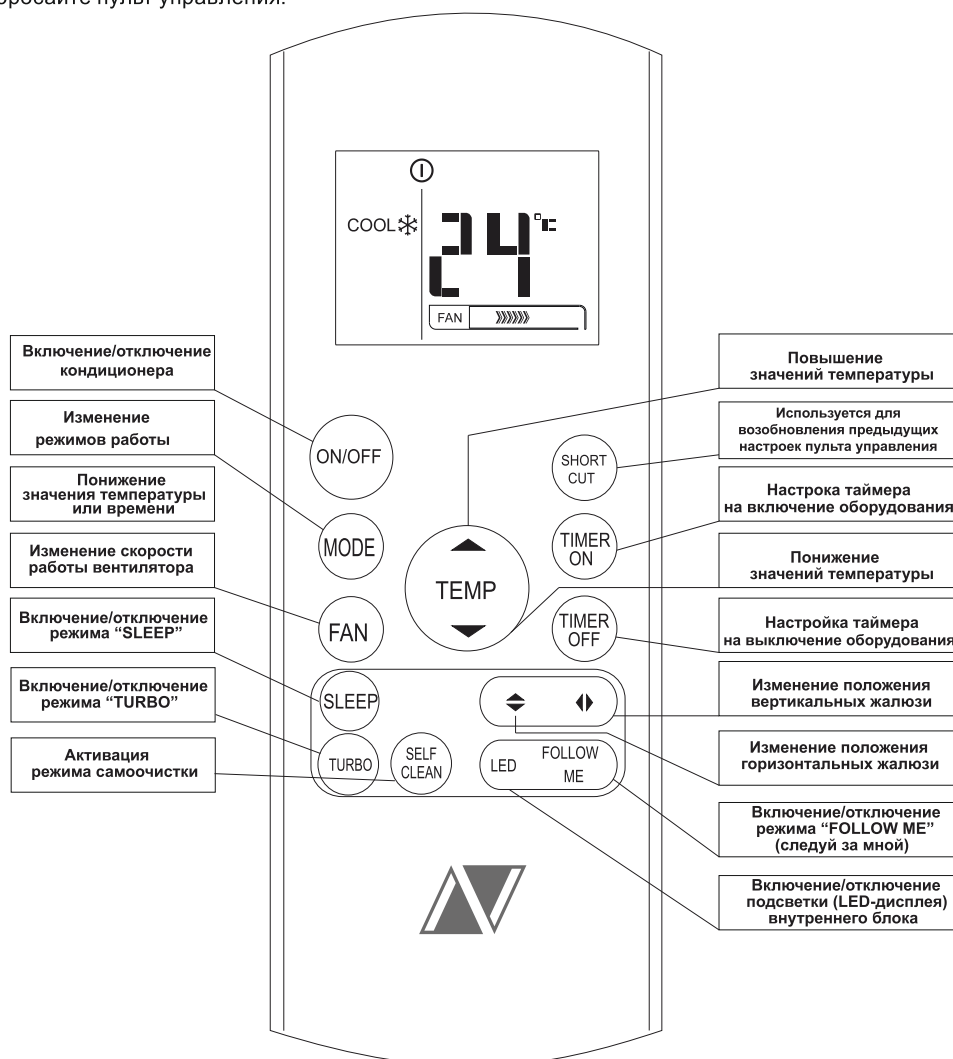 бросайте пульт управления.
COOL
24 °C
FAN
Включение/отключение
кондиционера
Изменение
режимов работы
Понижение
значения температуры
или времени
Изменение скорости
работы вентилятора
Включение/отключение
режима “SLEEP”
Включение/отключение
режима “TURBO”
Активация
режима самоочистки
ON/OFF
MODE
FAN
SLEEP
TURBO
SELF
CLEAN
TEMP
SHORT
CUT
TIMER
ON
TIMER
OFF
LED
FOLLOW
ME
Повышение
значений температуры
Используется для
возобновления предыдущих
настроек пульта управления
Настрока таймера
на включение оборудования
Понижение
значений температуры
Настройка таймера
на выключение оборудования
Изменение положения
вертикальных жалюзи
Изменение положения
горизонтальных жалюзи
Включение/отключение
режима “FOLLOW ME”
(следуй за мной)
Включение/отключение
подсветки (LED-дисплея)
внутреннего блока